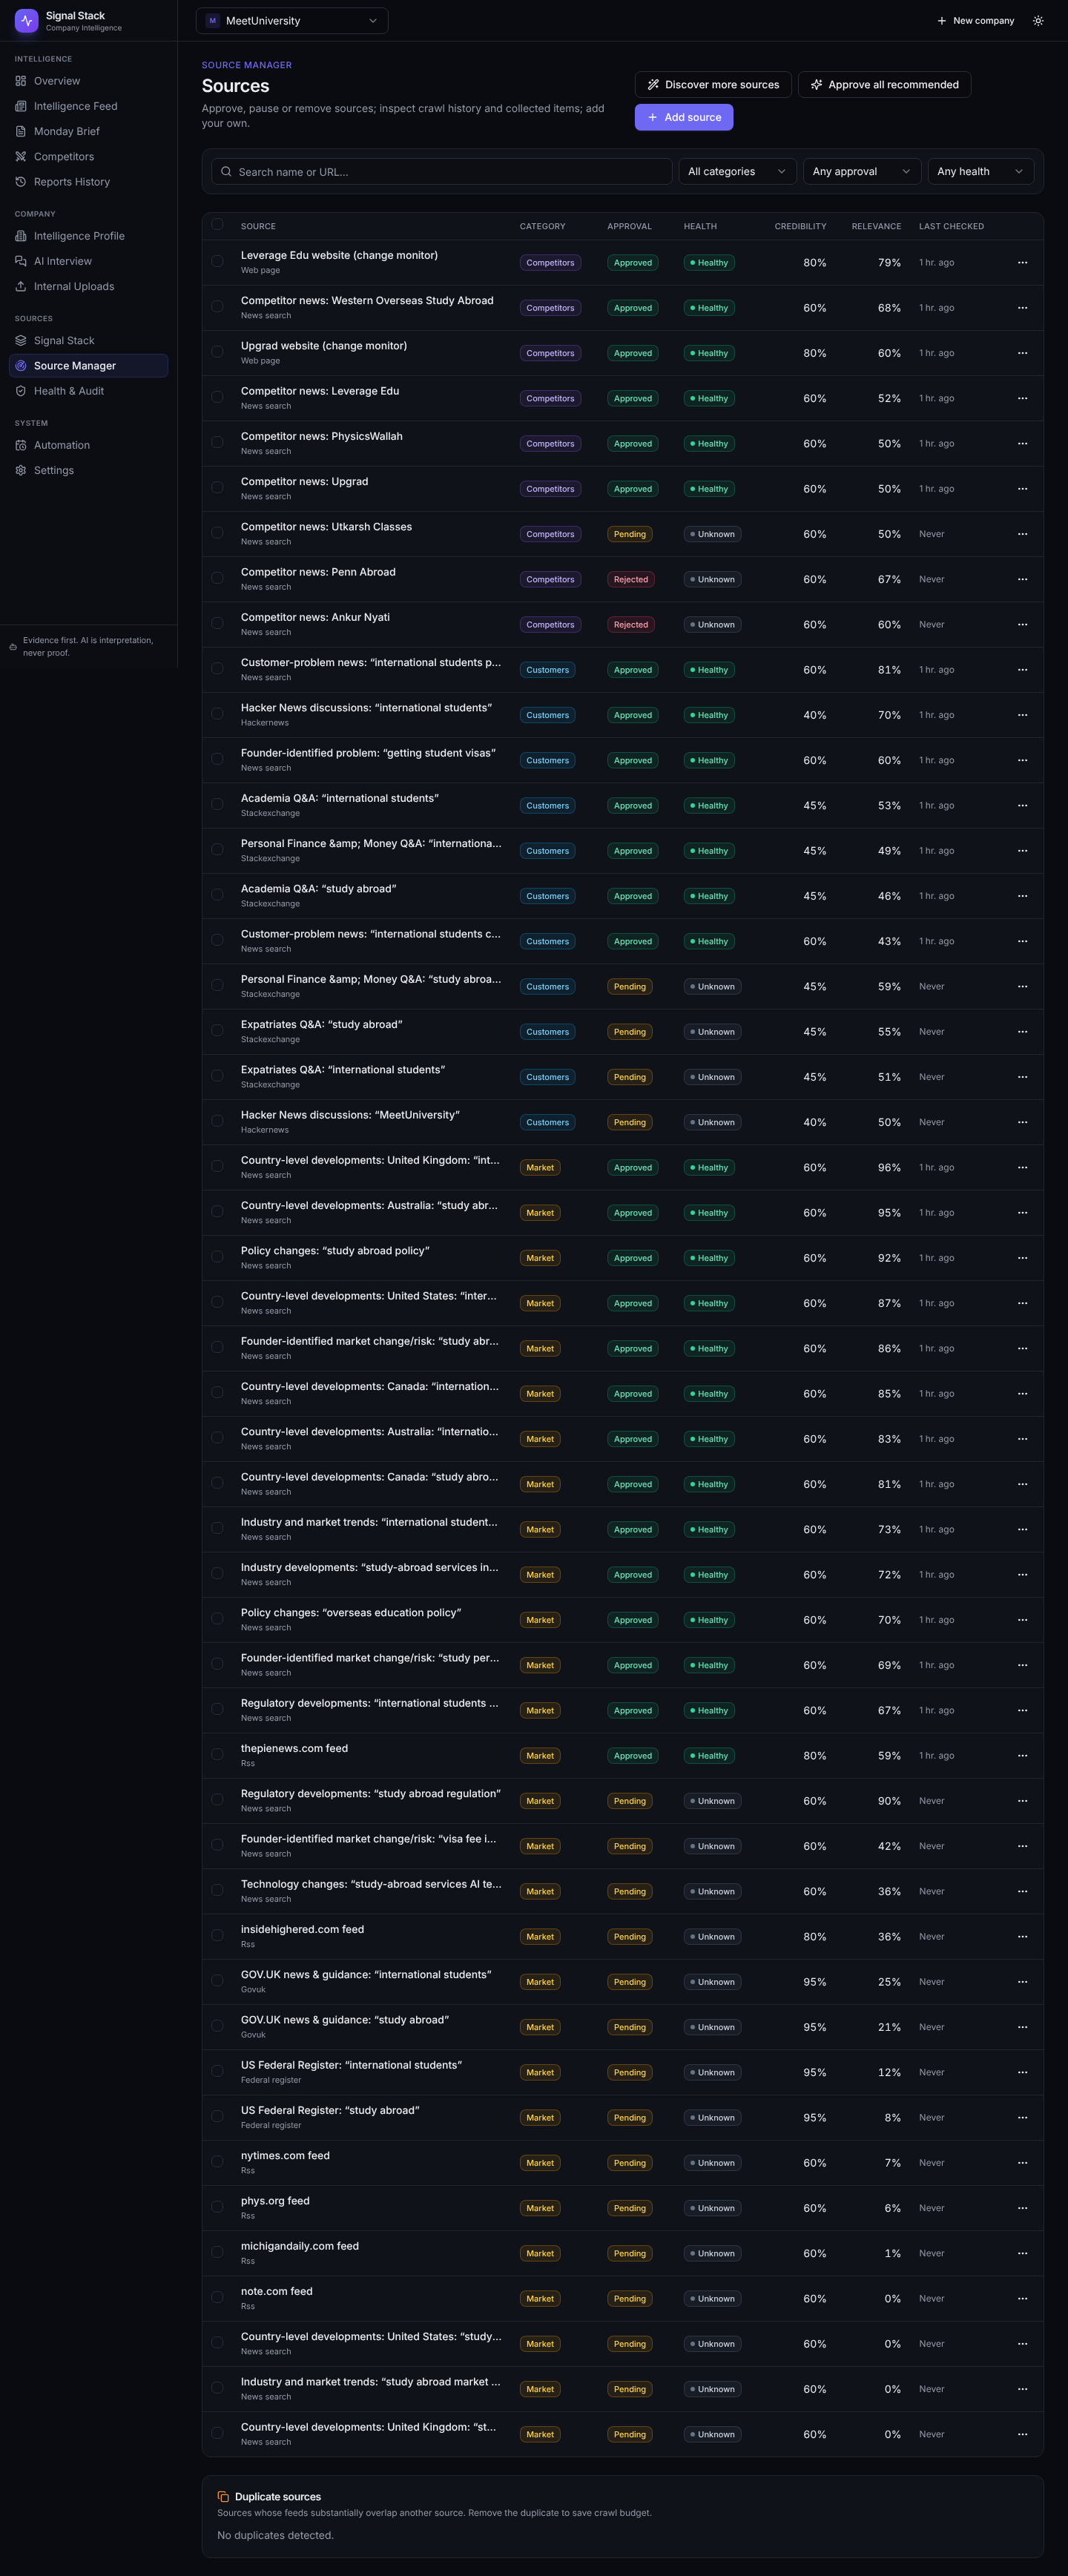 Signal Stack
Company Intelligence
M MeetUniversity
New company
INTELLIGENCE
Overview
Intelligence Feed
Monday Brief
Competitors
Reports History
COMPANY
Intelligence Profile
AI Interview
Internal Uploads
SOURCES
Signal Stack
Source Manager
Health & Audit
SYSTEM
Automation
Settings
Evidence first. AI is interpretation,
never proof.
SOURCE MANAGER
Sources
Approve, pause or remove sources; inspect crawl history and collected items; add
your own.
Discover more sources
Approve all recommended
Add source
Search name or URL...
All categories
Any approval
Any health
SOURCE CATEGORY APPROVAL HEALTH CREDIBILITY RELEVANCE LAST CHECKED
Leverage Edu website (change monitor)
Web page
Competitors Approved Healthy 80% 79% 1 hr. ago
Competitor news: Western Overseas Study Abroad
News search
Competitors Approved Healthy 60% 68% 1 hr. ago
Upgrad website (change monitor)
Web page
Competitors Approved Healthy 80% 60% 1 hr. ago
Competitor news: Leverage Edu
News search
Competitors Approved Healthy 60% 52% 1 hr. ago
Competitor news: PhysicsWallah
News search
Competitors Approved Healthy 60% 50% 1 hr. ago
Competitor news: Upgrad
News search
Competitors Approved Healthy 60% 50% 1 hr. ago
Competitor news: Utkarsh Classes
News search
Competitors Pending Unknown 60% 50% Never
Competitor news: Penn Abroad
News search
Competitors Rejected Unknown 60% 67% Never
Competitor news: Ankur Nyati
News search
Competitors Rejected Unknown 60% 60% Never
Customer-problem news: “international students p...
News search
Customers Approved Healthy 60% 81% 1 hr. ago
Hacker News discussions: “international students”
Hackernews
Customers Approved Healthy 40% 70% 1 hr. ago
Founder-identified problem: “getting student visas”
News search
Customers Approved Healthy 60% 60% 1 hr. ago
Academia Q&A: “international students”
Stackexchange
Customers Approved Healthy 45% 53% 1 hr. ago
Personal Finance &amp; Money Q&A: “internationa...
Stackexchange
Customers Approved Healthy 45% 49% 1 hr. ago
Academia Q&A: “study abroad”
Stackexchange
Customers Approved Healthy 45% 46% 1 hr. ago
Customer-problem news: “international students c...
News search
Customers Approved Healthy 60% 43% 1 hr. ago
Personal Finance &amp; Money Q&A: “study abroa...
Stackexchange
Customers Pending Unknown 45% 59% Never
Expatriates Q&A: “study abroad”
Stackexchange
Customers Pending Unknown 45% 55% Never
Expatriates Q&A: “international students”
Stackexchange
Customers Pending Unknown 45% 51% Never
Hacker News discussions: “MeetUniversity”
Hackernews
Customers Pending Unknown 40% 50% Never
Country-level developments: United Kingdom: “int...
News search
Market Approved Healthy 60% 96% 1 hr. ago
Country-level developments: Australia: “study abr...
News search
Market Approved Healthy 60% 95% 1 hr. ago
Policy changes: “study abroad policy”
News search
Market Approved Healthy 60% 92% 1 hr. ago
Country-level developments: United States: “inter...
News search
Market Approved Healthy 60% 87% 1 hr. ago
Founder-identified market change/risk: “study abr...
News search
Market Approved Healthy 60% 86% 1 hr. ago
Country-level developments: Canada: “internation...
News search
Market Approved Healthy 60% 85% 1 hr. ago
Country-level developments: Australia: “internatio...
News search
Market Approved Healthy 60% 83% 1 hr. ago
Country-level developments: Canada: “study abro...
News search
Market Approved Healthy 60% 81% 1 hr. ago
Industry and market trends: “international student...
News search
Market Approved Healthy 60% 73% 1 hr. ago
Industry developments: “study-abroad services in...
News search
Market Approved Healthy 60% 72% 1 hr. ago
Policy changes: “overseas education policy”
News search
Market Approved Healthy 60% 70% 1 hr. ago
Founder-identified market change/risk: “study per...
News search
Market Approved Healthy 60% 69% 1 hr. ago
Regulatory developments: “international students ...
News search
Market Approved Healthy 60% 67% 1 hr. ago
thepienews.com feed
Rss
Market Approved Healthy 80% 59% 1 hr. ago
Regulatory developments: “study abroad regulation”
News search
Market Pending Unknown 60% 90% Never
Founder-identified market change/risk: “visa fee i...
News search
Market Pending Unknown 60% 42% Never
Technology changes: “study-abroad services AI te...
News search
Market Pending Unknown 60% 36% Never
insidehighered.com feed
Rss
Market Pending Unknown 80% 36% Never
GOV.UK news & guidance: “international students”
Govuk
Market Pending Unknown 95% 25% Never
GOV.UK news & guidance: “study abroad”
Govuk
Market Pending Unknown 95% 21% Never
US Federal Register: “international students”
Federal register
Market Pending Unknown 95% 12% Never
US Federal Register: “study abroad”
Federal register
Market Pending Unknown 95% 8% Never
nytimes.com feed
Rss
Market Pending Unknown 60% 7% Never
phys.org feed
Rss
Market Pending Unknown 60% 6% Never
michigandaily.com feed
Rss
Market Pending Unknown 60% 1% Never
note.com feed
Rss
Market Pending Unknown 60% 0% Never
Country-level developments: United States: “study...
News search
Market Pending Unknown 60% 0% Never
Industry and market trends: “study abroad market ...
News search
Market Pending Unknown 60% 0% Never
Country-level developments: United Kingdom: “st...
News search
Market Pending Unknown 60% 0% Never
Duplicate sources
Sources whose feeds substantially overlap another source. Remove the duplicate to save crawl budget.
No duplicates detected.